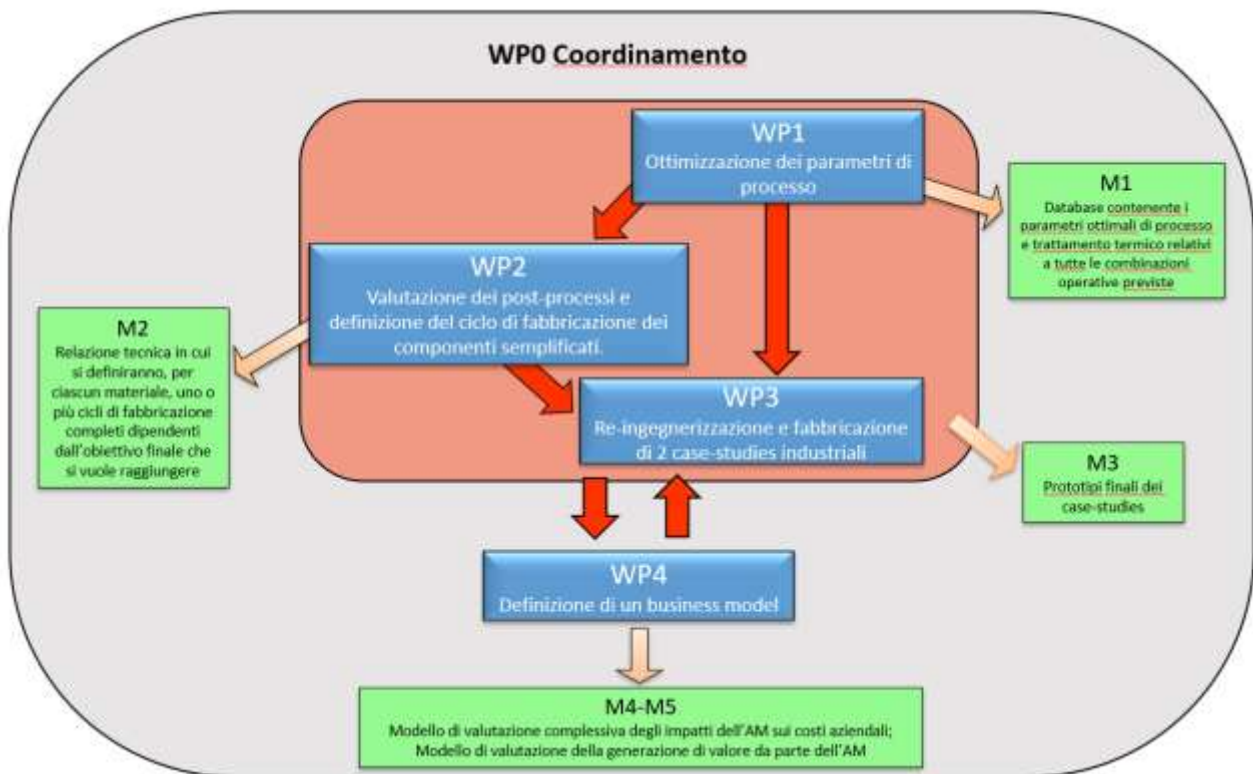 WP0 Coordinamento
WP1
Ottimizzazione dei parametri di
processo
M1
Database contenente i
parametri ottimali di processo
e trattamento termico relativi
a tutte le combinazioni
operative previste
WP2
Valutazione dei post-processi e
definizione del ciclo di fabbricazione dei
componenti semplificati.
M2
Relazione tecnica in cui
si definiranno, per
ciascun materiale, uno o
più cicli di fabbricazione
completi dipendenti
dall'obiettivo finale che
si vuole raggiungere
WP3
Re-ingegnerizzazione e fabbricazione
di 2 case-studies industriali
M3
Prototipi finali dei
case-studies
WP4
Definizione di un business model
M4-M5
Modello di valutazione complessiva degli impatti dell'AM sui costi aziendali;
Modello di valutazione della generazione di valore da parte dell'AM